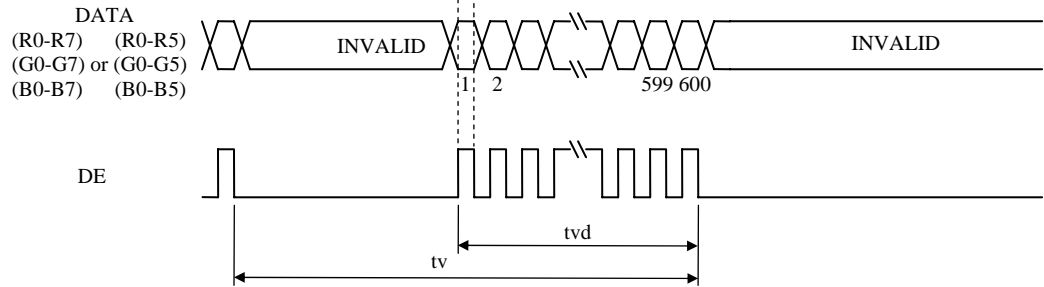 DATA
(R0-R7) (R0-R5)
(G0-G7) or (G0-G5)
(B0-B7) (B0-B5)
INVALID
INVALID
1 2 599 600
DE
tvd
tv